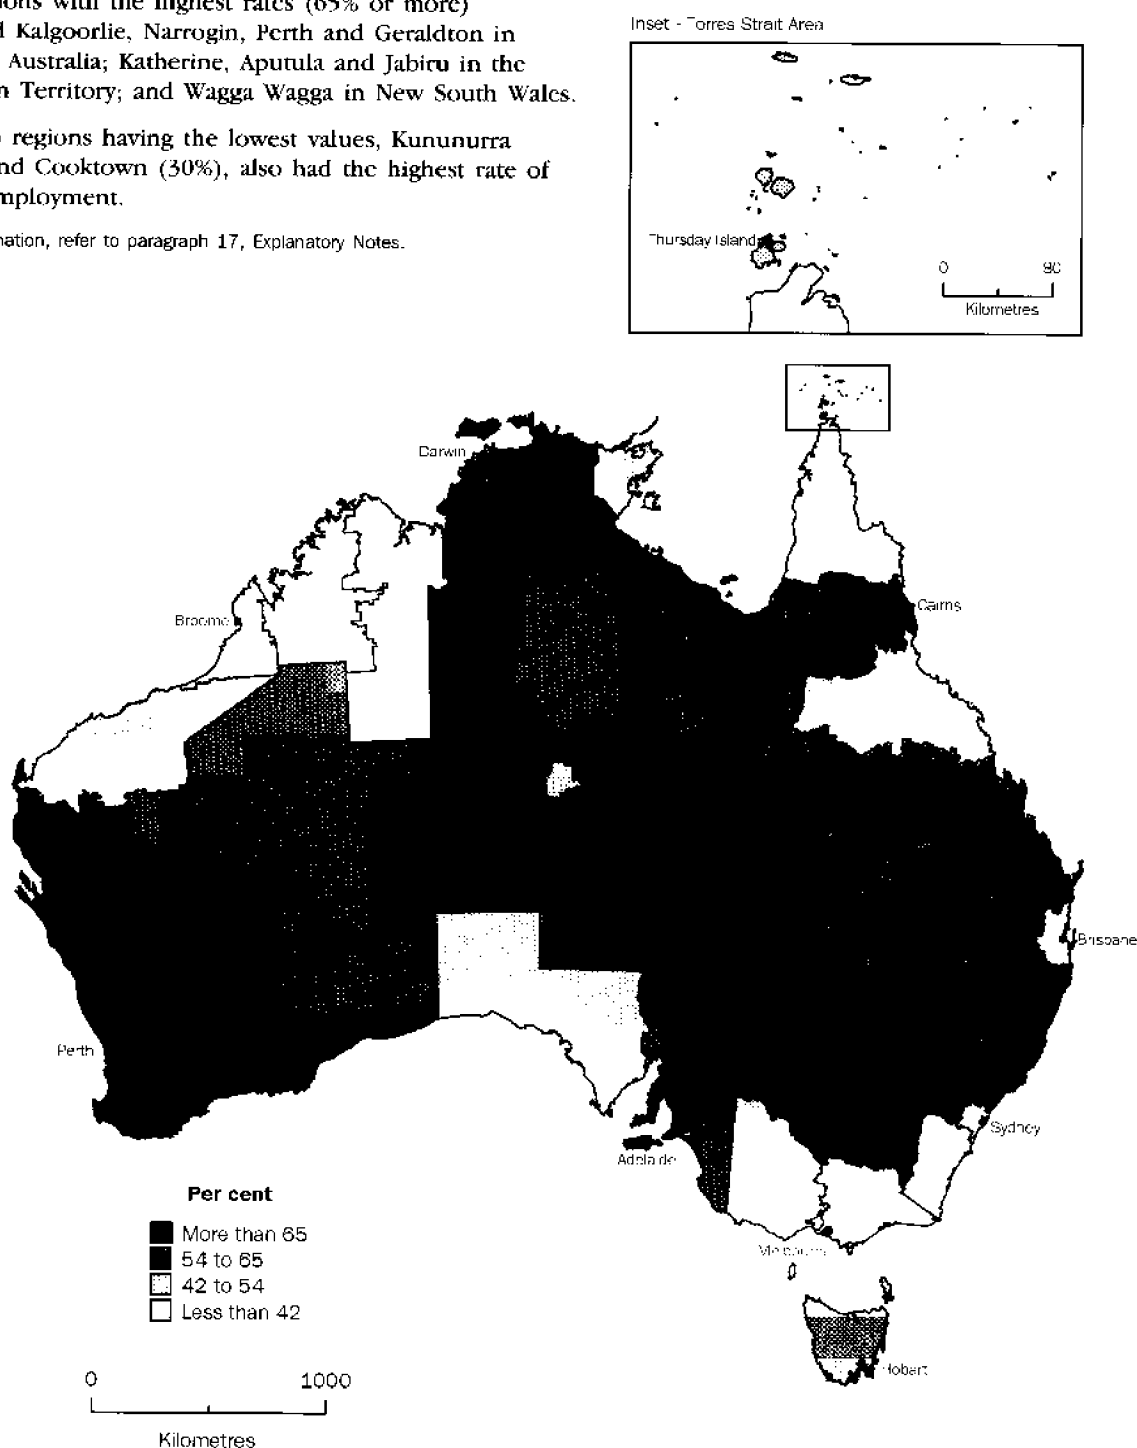 ons with the highest rates (65% or more)
d Kalgoorlie, Narrogin, Perth and Geraldton in
Australia; Katherine, Aputula and Jabiru in the
n Territory; and Wagga Wagga in New South Wales.
regions having the lowest values, Kununurra
nd Cooktown (30%), also had the highest rate of
mployment.
nation, refer to paragraph 17, Explanatory Notes.
Inset - Torres Strait Area
Thursday Island
0 80
Kilometres
Darwin
Broome
Cairns
Brisbane
Perth
Sydney
Adelaide
Melbourne
Hobart
Per cent
More than 65
54 to 65
42 to 54
Less than 42
0 1000
Kilometres